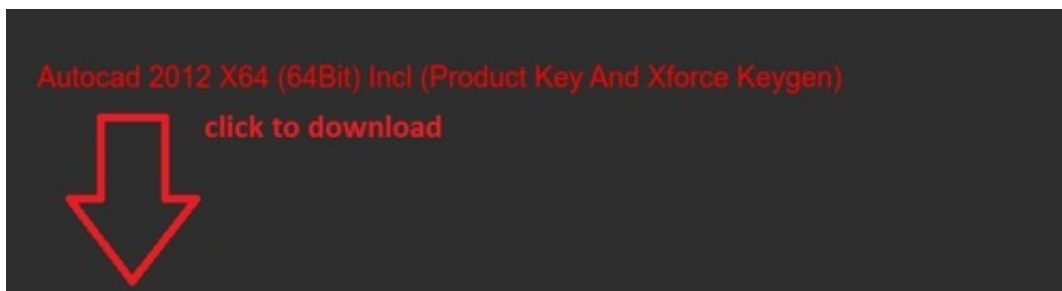 Autocad 2012 X64 (64Bit) Incl (Product Key And Xforce Keygen)
click to download